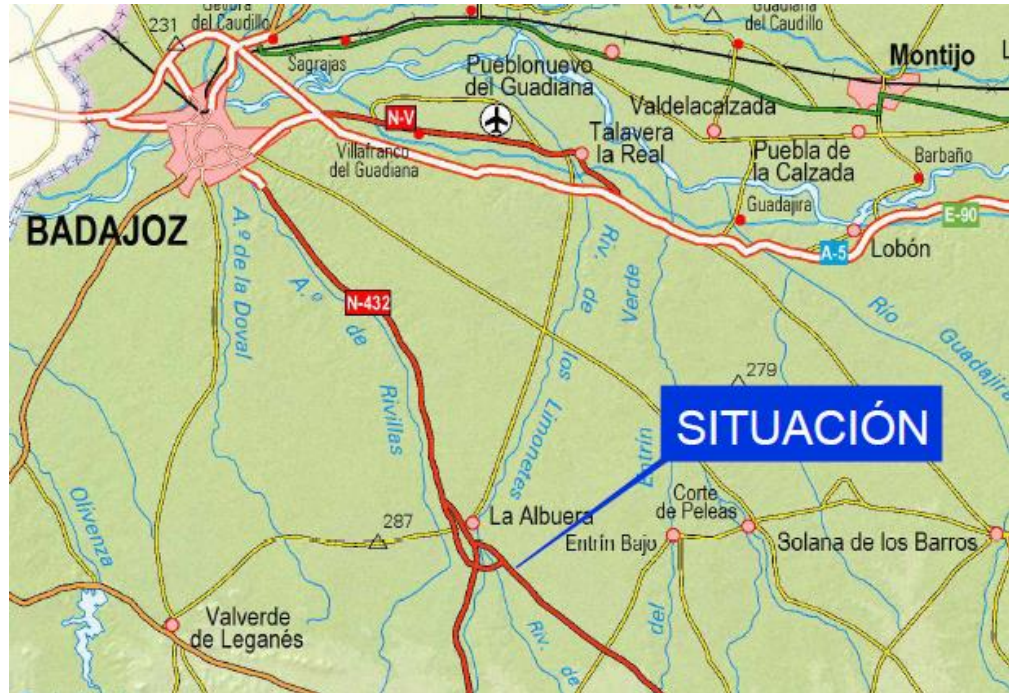 231
del Caudillo
Sagrajas
Pueblonuevo
del Guadiana
del Caudillo
Montijo
N-V
Valdelacalzada
Talavera
la Real
Villafranco
del Guadiana
Puebla de
la Calzada
Barbaño
Guadajira
E-90
BADAJOZ
A.º de la Doval
A.º de
Rivillas
Riv. de
los Limonetes
Verde
A-5
Lobón
N-432
Río
Guadajira
279
SITUACIÓN
Entrín
Olivenza
287
La Albuera
Corte
de Peleas
Entrín Bajo
Solana de los Barros
Valverde
de Leganés
Riv. de
del